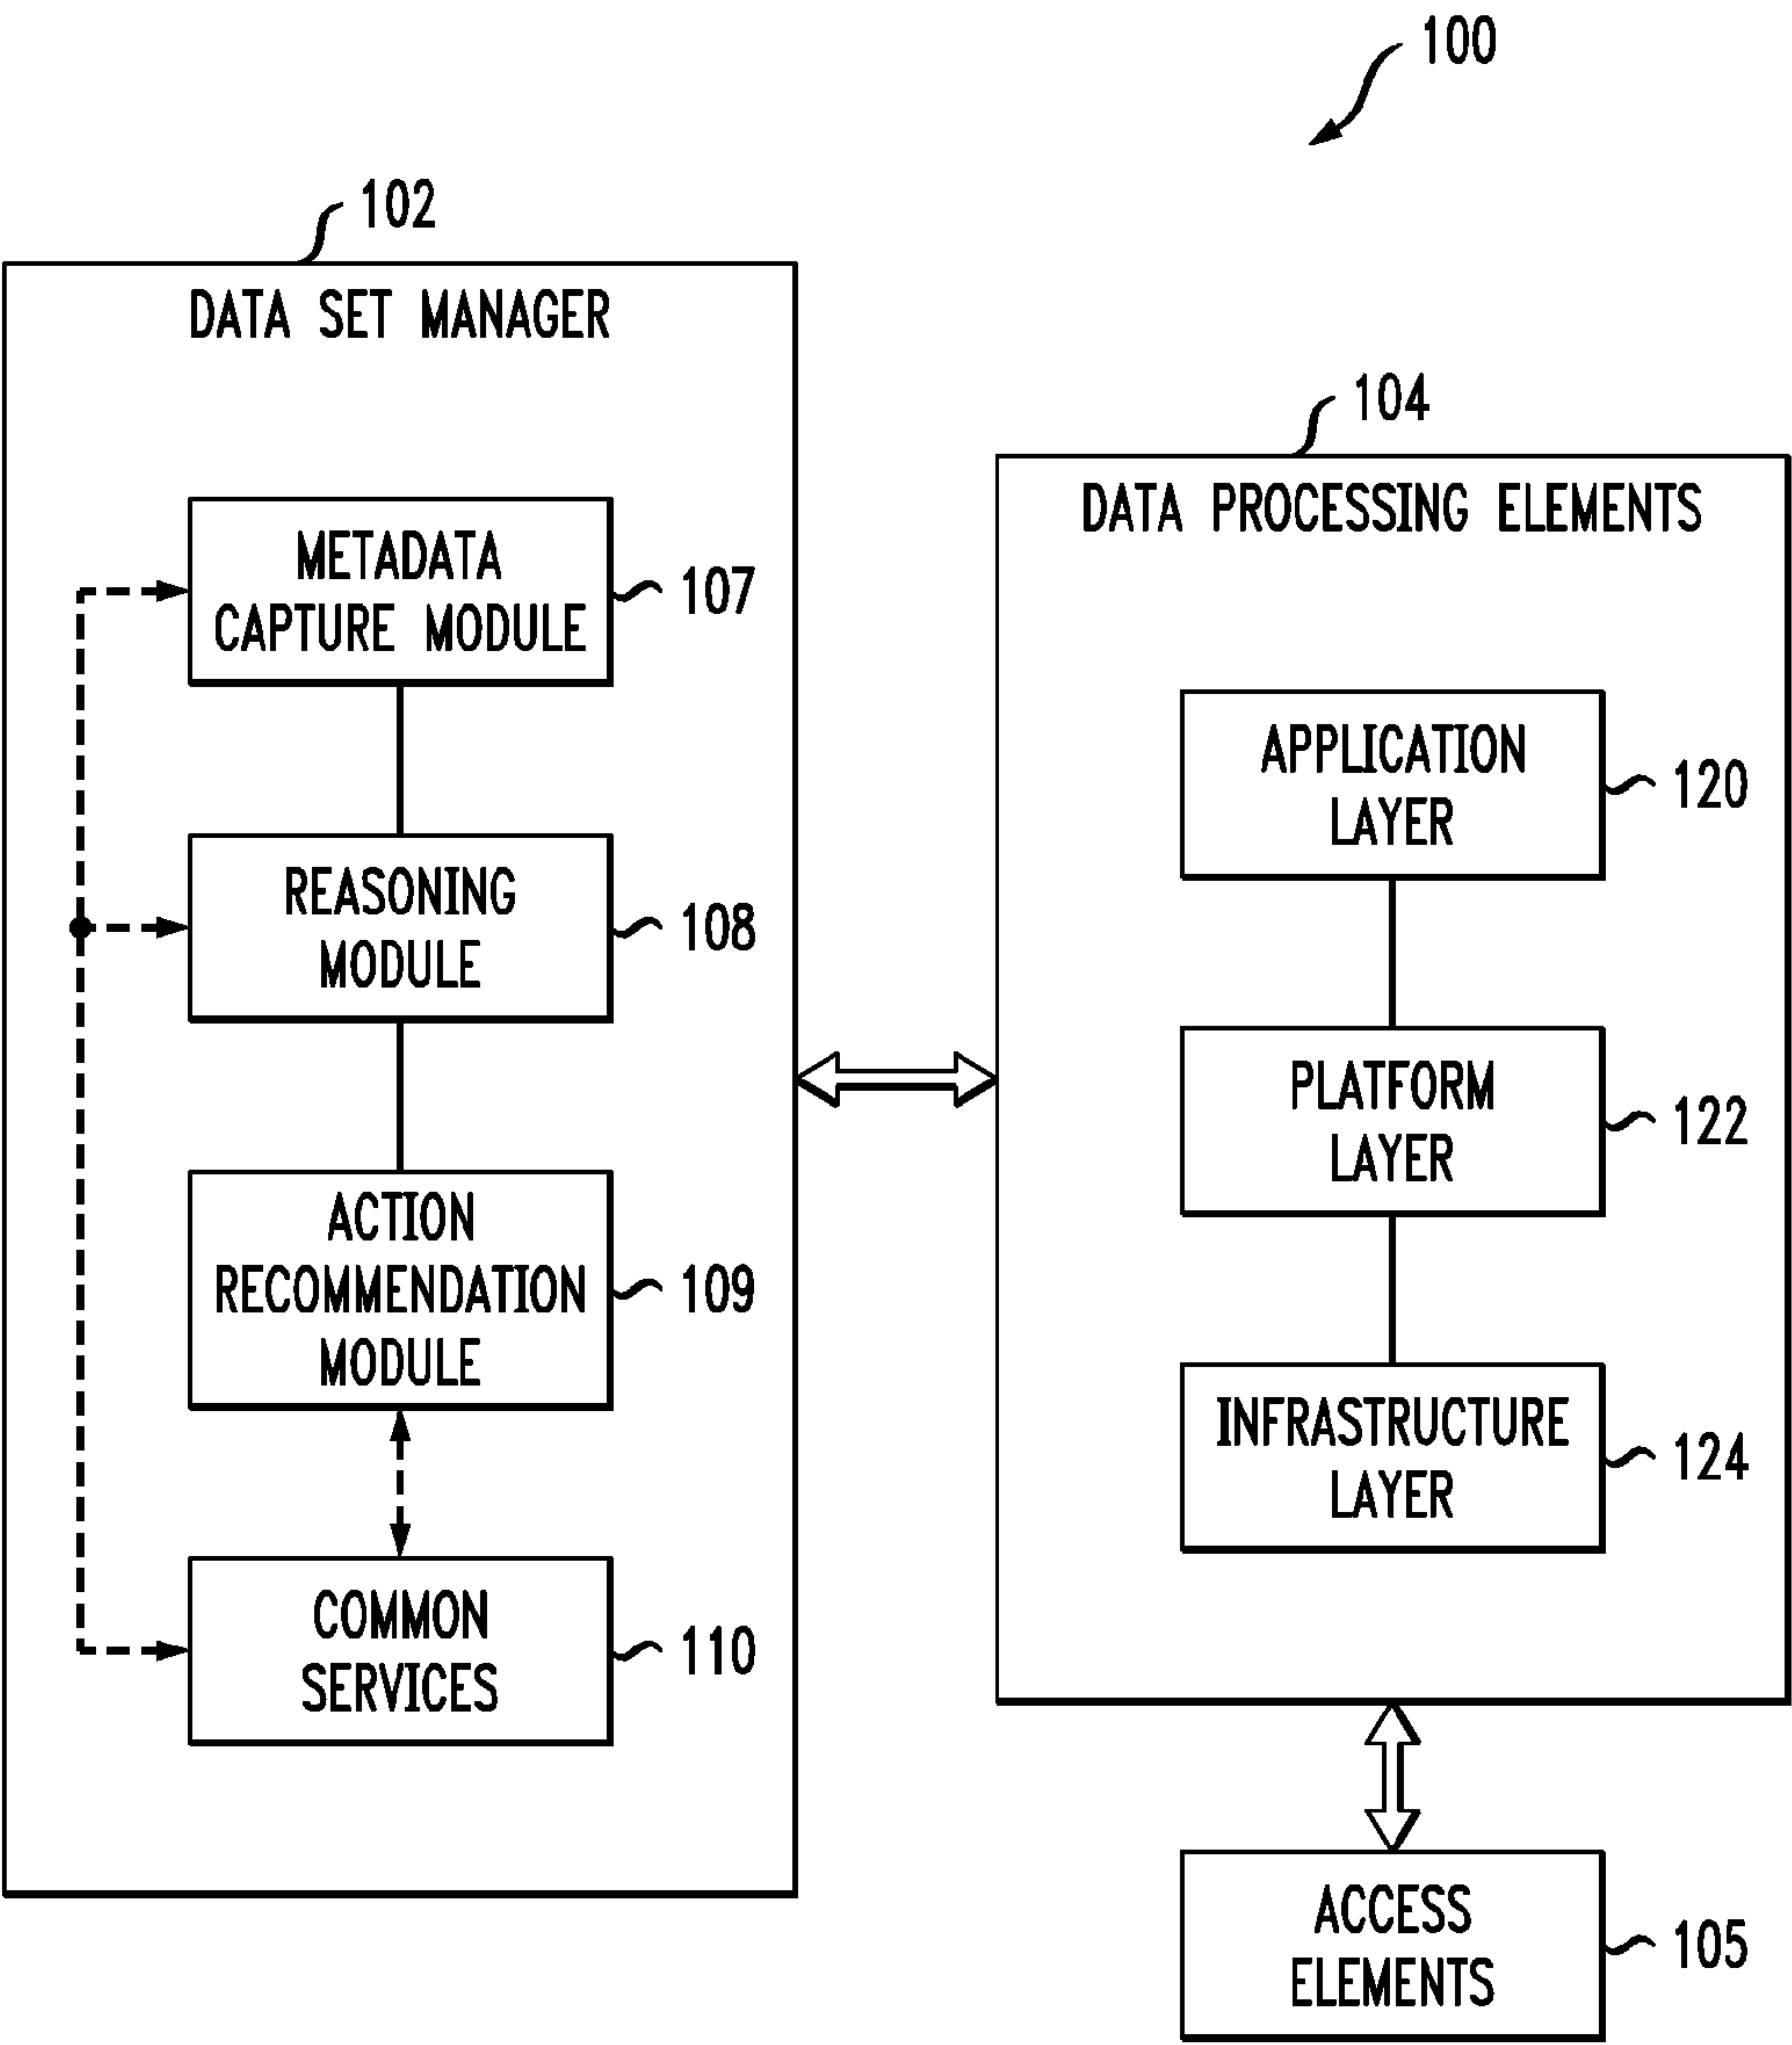 100
102
DATA SET MANAGER
METADATA
CAPTURE MODULE
107
REASONING
MODULE
108
ACTION
RECOMMENDATION
MODULE
109
COMMON
SERVICES
110
104
DATA PROCESSING ELEMENTS
APPLICATION
LAYER
120
PLATFORM
LAYER
122
INFRASTRUCTURE
LAYER
124
ACCESS
ELEMENTS
105